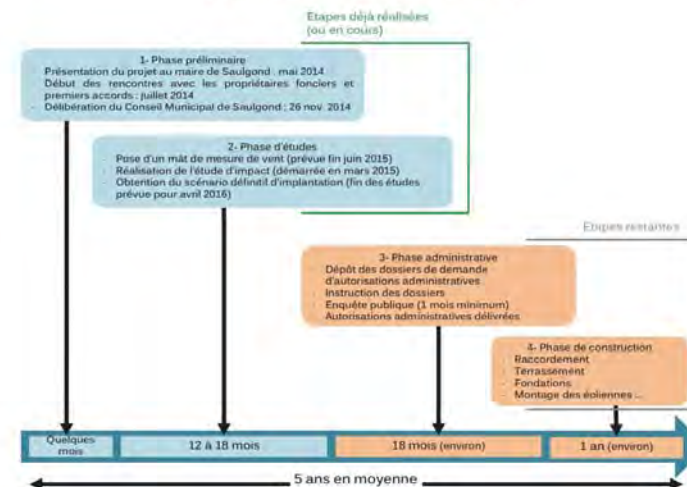 Etapes déjà réalisées
(ou en cours)
1- Phase préliminaire
- Présentation du projet au maire de Saulgond : mai 2014
- Début des rencontres avec les propriétaires fonciers et
premiers accords : juillet 2014
- Délibération du Conseil Municipal de Saulgond : 26 nov. 2014
2- Phase d'études
- Pose d'un mât de mesure de vent (prévue fin juin 2015)
- Réalisation de l'étude d'impact (démarrée en mars 2015)
- Obtention du scénario définitif d'implantation (fin des études
prévue pour avril 2016)
Etapes restantes
3- Phase administrative
- Dépôt des dossiers de demande
d'autorisations administratives
- Instruction des dossiers
- Enquête publique (1 mois minimum)
- Autorisations administratives délivrées
4- Phase de construction
- Raccordement
- Terrassement
- Fondations
- Montage des éoliennes ...
Quelques
mois
12 à 18 mois
18 mois (environ)
1 an (environ)
5 ans en moyenne